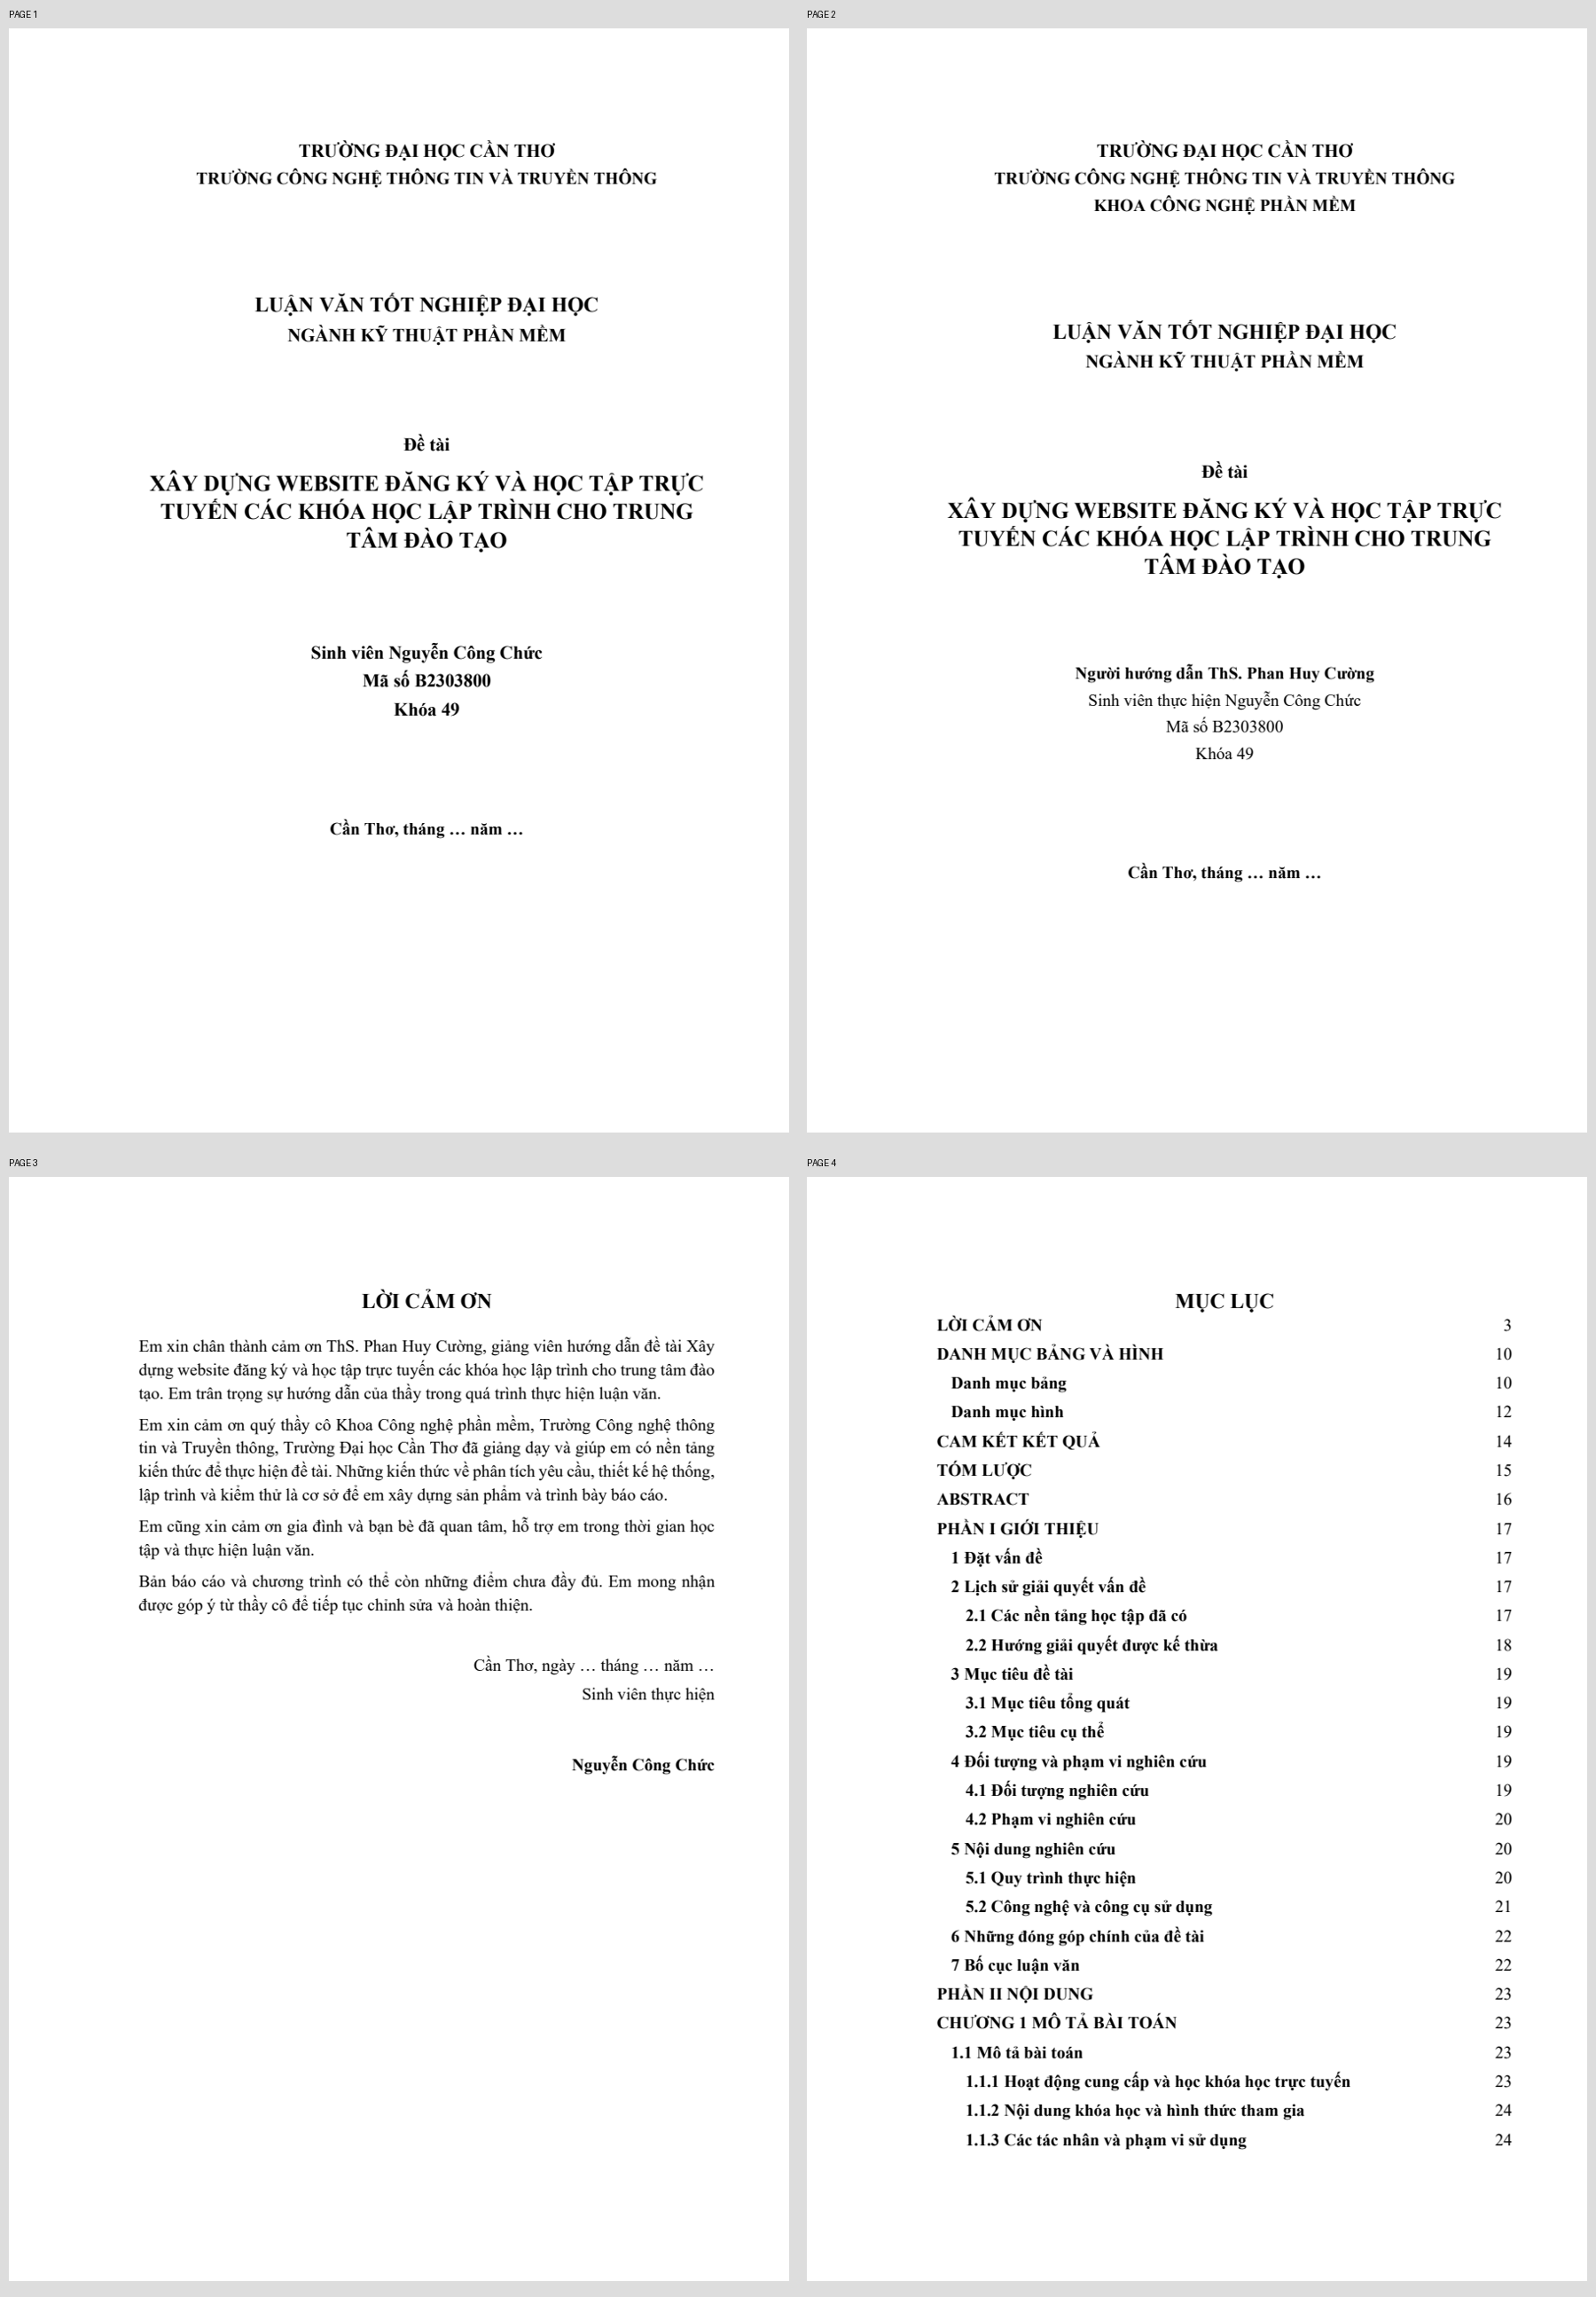 PAGE 1
TRƯỜNG ĐẠI HỌC CẦN THƠ
TRƯỜNG CÔNG NGHỆ THÔNG TIN VÀ TRUYỀN THÔNG
LUẬN VĂN TỐT NGHIỆP ĐẠI HỌC
NGÀNH KỸ THUẬT PHẦN MỀM
Đề tài
XÂY DỰNG WEBSITE ĐĂNG KÝ VÀ HỌC TẬP TRỰC
TUYẾN CÁC KHÓA HỌC LẬP TRÌNH CHO TRUNG
TÂM ĐÀO TẠO
Sinh viên Nguyễn Công Chức
Mã số B2303800
Khóa 49
Cần Thơ, tháng … năm …
PAGE 2
TRƯỜNG ĐẠI HỌC CẦN THƠ
TRƯỜNG CÔNG NGHỆ THÔNG TIN VÀ TRUYỀN THÔNG
KHOA CÔNG NGHỆ PHẦN MỀM
LUẬN VĂN TỐT NGHIỆP ĐẠI HỌC
NGÀNH KỸ THUẬT PHẦN MỀM
Đề tài
XÂY DỰNG WEBSITE ĐĂNG KÝ VÀ HỌC TẬP TRỰC
TUYẾN CÁC KHÓA HỌC LẬP TRÌNH CHO TRUNG
TÂM ĐÀO TẠO
Người hướng dẫn ThS. Phan Huy Cường
Sinh viên thực hiện Nguyễn Công Chức
Mã số B2303800
Khóa 49
Cần Thơ, tháng … năm …
PAGE 3
LỜI CẢM ƠN
Em xin chân thành cảm ơn ThS. Phan Huy Cường, giảng viên hướng dẫn đề tài Xây
dựng website đăng ký và học tập trực tuyến các khóa học lập trình cho trung tâm đào
tạo. Em trân trọng sự hướng dẫn của thầy trong quá trình thực hiện luận văn.
Em xin cảm ơn quý thầy cô Khoa Công nghệ phần mềm, Trường Công nghệ thông
tin và Truyền thông, Trường Đại học Cần Thơ đã giảng dạy và giúp em có nền tảng
kiến thức để thực hiện đề tài. Những kiến thức về phân tích yêu cầu, thiết kế hệ thống,
lập trình và kiểm thử là cơ sở để em xây dựng sản phẩm và trình bày báo cáo.
Em cũng xin cảm ơn gia đình và bạn bè đã quan tâm, hỗ trợ em trong thời gian học
tập và thực hiện luận văn.
Bản báo cáo và chương trình có thể còn những điểm chưa đầy đủ. Em mong nhận
được góp ý từ thầy cô để tiếp tục chỉnh sửa và hoàn thiện.
Cần Thơ, ngày … tháng … năm …
Sinh viên thực hiện
Nguyễn Công Chức
PAGE 4
MỤC LỤC
LỜI CẢM ƠN 3
DANH MỤC BẢNG VÀ HÌNH 10
Danh mục bảng 10
Danh mục hình 12
CAM KẾT KẾT QUẢ 14
TÓM LƯỢC 15
ABSTRACT 16
PHẦN I GIỚI THIỆU 17
1 Đặt vấn đề 17
2 Lịch sử giải quyết vấn đề 17
2.1 Các nền tảng học tập đã có 17
2.2 Hướng giải quyết được kế thừa 18
3 Mục tiêu đề tài 19
3.1 Mục tiêu tổng quát 19
3.2 Mục tiêu cụ thể 19
4 Đối tượng và phạm vi nghiên cứu 19
4.1 Đối tượng nghiên cứu 19
4.2 Phạm vi nghiên cứu 20
5 Nội dung nghiên cứu 20
5.1 Quy trình thực hiện 20
5.2 Công nghệ và công cụ sử dụng 21
6 Những đóng góp chính của đề tài 22
7 Bố cục luận văn 22
PHẦN II NỘI DUNG 23
CHƯƠNG 1 MÔ TẢ BÀI TOÁN 23
1.1 Mô tả bài toán 23
1.1.1 Hoạt động cung cấp và học khóa học trực tuyến 23
1.1.2 Nội dung khóa học và hình thức tham gia 24
1.1.3 Các tác nhân và phạm vi sử dụng 24